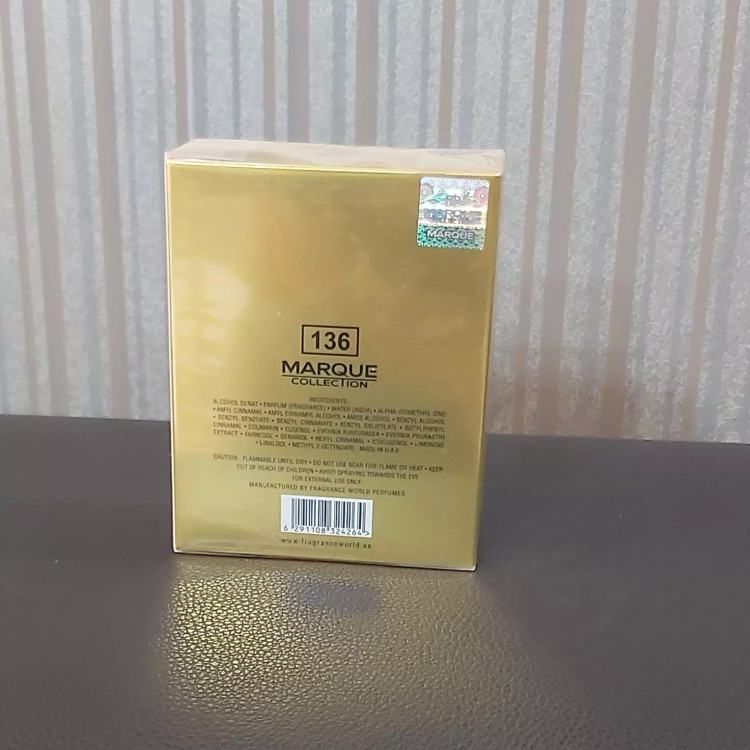 MARQUE
MARQUE
136
MARQUE
COLLECTION
INGREDIENTS
ALCOHOL DENAT • PARFUM (FRAGRANCE) • WATER (AQUA) • ALPHA-ISOMETHYL IONO
• AMYL CINNAMAL • AMYL CINNAMYL ALCOHOL • ANISE ALCOHOL • BENZYL ALCOHOL
• BENZYL BENZOATE • BENZYL CINNAMATE • BENZYL SALICYLATE • BUTYLPHENYL
CINNAMAL • COUMARIN • EUGENOL • EVERNIA FURFURACEA • EVERNIA PRUNASTRI
EXTRACT • FARNESOL • GERANIOL • HEXYL CINNAMAL • ISOEUGENOL • LIMONENE
• LINALOOL • METHYL 2-OCTYNOATE MADE IN U.A.E
CAUTION : FLAMMABLE UNTIL DRY • DO NOT USE NEAR FIRE FLAME OR HEAT • KEEP
OUT OF REACH OF CHILDREN • AVOID SPRAYING TOWARDS THE EYE
FOR EXTERNAL USE ONLY
MANUFACTURED BY FRAGRANCE WORLD PERFUMES
6 291108 324264 >
www.fragranceworld.ae